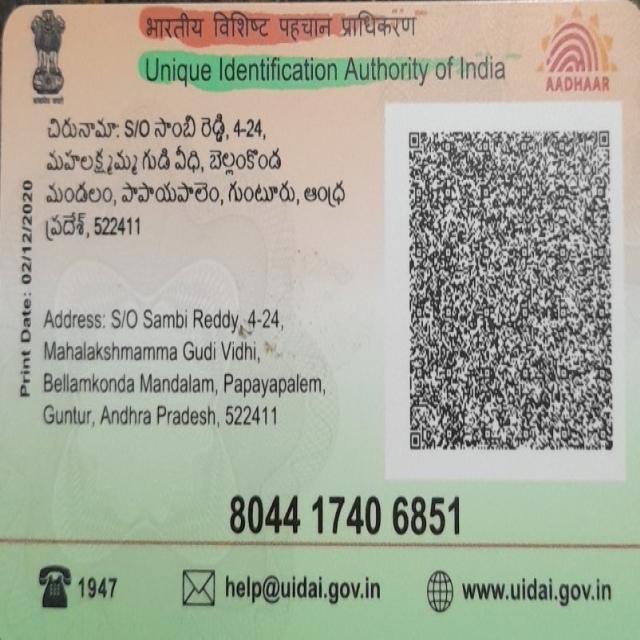 भारतीय विशिष्ट पहचान प्राधिकरण
Unique Identification Authority of India
AADHAAR
చిరునామా: S/O సాంబి రెడ్డి, 4-24,
మహలక్ష్మమ్మ గుడి వీధి, బెల్లంకొండ
మండలం, పాపాయపాలెం, గుంటూరు, ఆంధ్ర
ప్రదేశ్, 522411
Print Date: 02/12/2020
Address: S/O Sambi Reddy, 4-24,
Mahalakshmamma Gudi Vidhi,
Bellamkonda Mandalam, Papayapalem,
Guntur, Andhra Pradesh, 522411
8044 1740 6851
1947
help@uidai.gov.in
www.uidai.gov.in